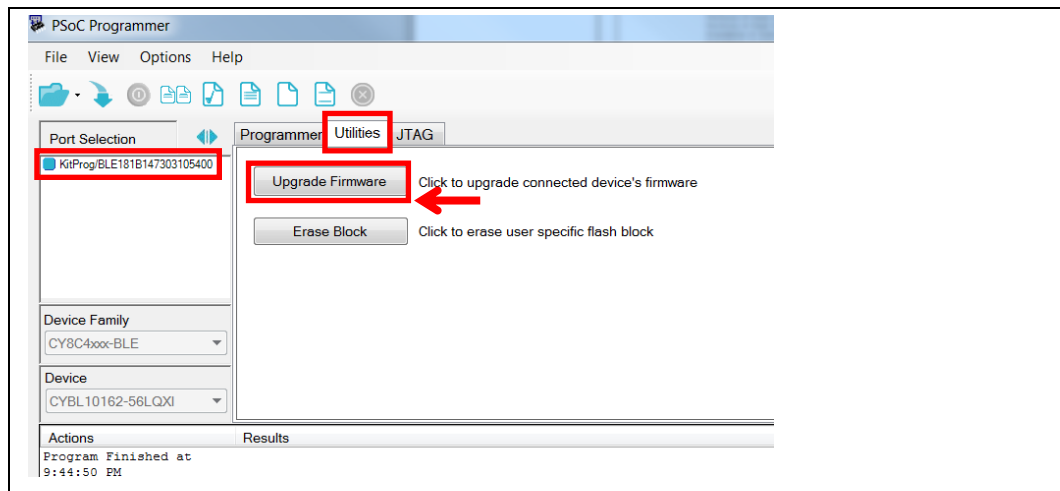 PSoC Programmer
File View Options Help
Port Selection
KitProg/BLE181B147303105400
Programmer Utilities JTAG
Upgrade Firmware Click to upgrade connected device's firmware
Erase Block Click to erase user specific flash block
Device Family
CY8C4xxx-BLE
Device
CYBL10162-56LQXI
Actions Results
Program Finished at
9:44:50 PM